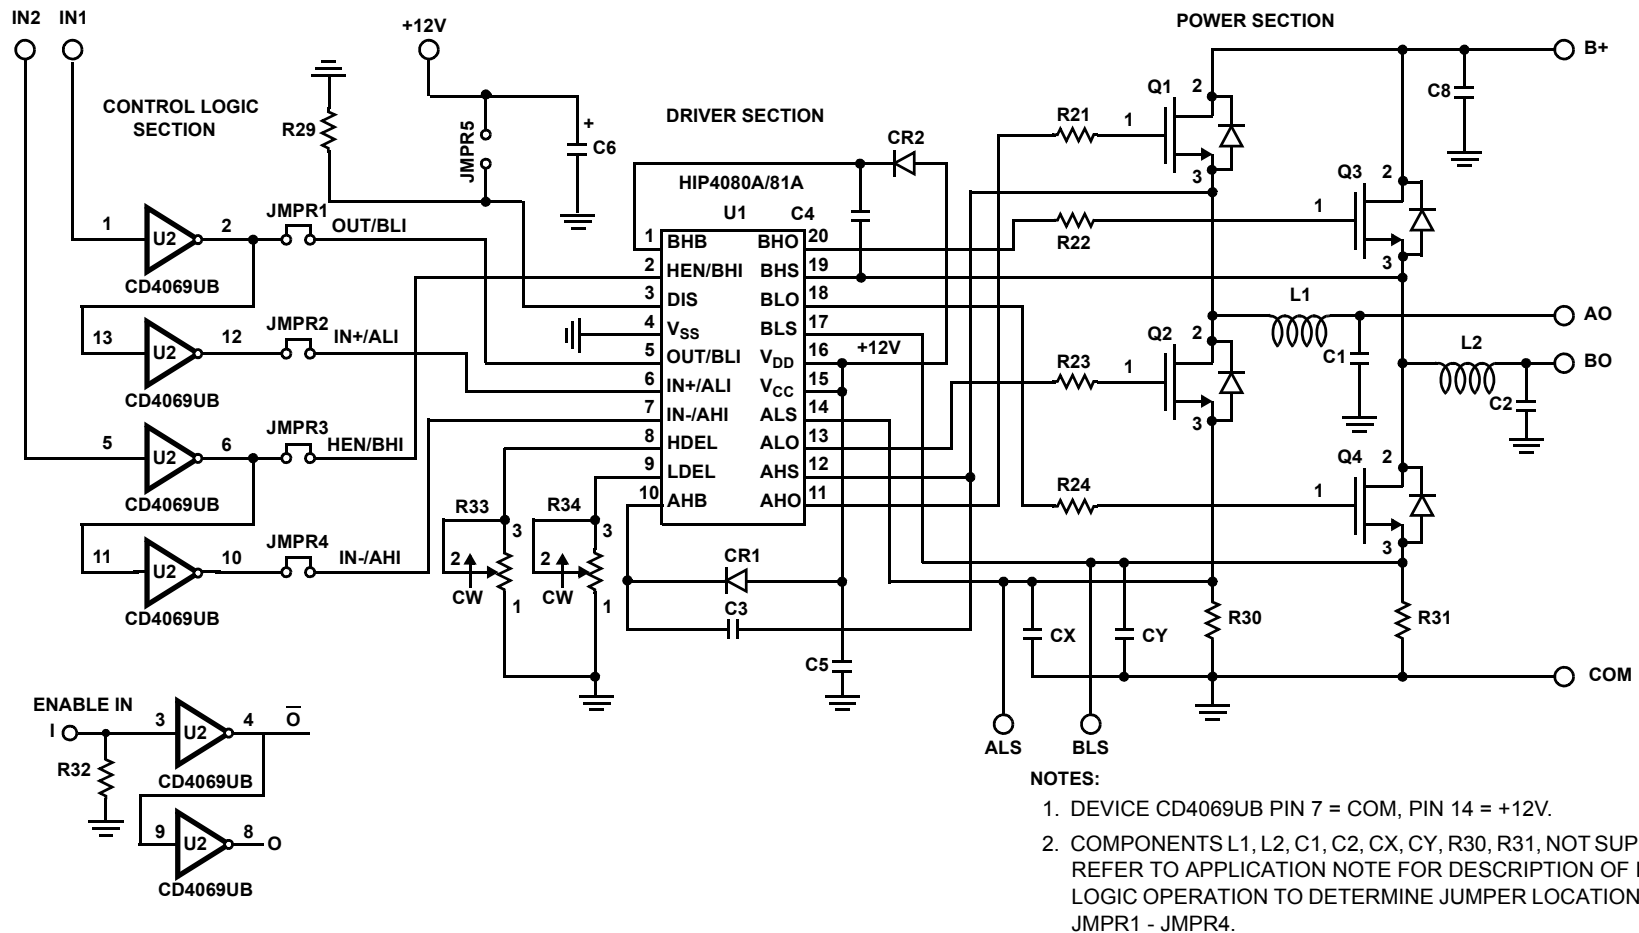 IN2 IN1
+12V
POWER SECTION
B+
CONTROL LOGIC
SECTION
R29
JMPR5
+
C6
DRIVER SECTION
CR2
R21
1
Q1
2
3
C8
HIP4080A/81A
U1
C4
R22
1
Q3
2
3
1
U2
2
CD4069UB
JMPR1
OUT/BLI
13
U2
12
CD4069UB
JMPR2
IN+/ALI
5
U2
6
CD4069UB
JMPR3
HEN/BHI
11
U2
10
CD4069UB
JMPR4
IN-/AHI
1 BHB BHO 20
2 HEN/BHI BHS 19
3 DIS BLO 18
4 VSS BLS 17
5 OUT/BLI VDD 16 +12V
6 IN+/ALI VCC 15
7 IN-/AHI ALS 14
8 HDEL ALO 13
9 LDEL AHS 12
10 AHB AHO 11
L1
AO
C1
L2
BO
C2
R23
1
Q2
2
3
R24
1
Q4
2
3
R33
3
2
CW
1
R34
3
2
CW
1
CR1
C3
C5
CX
CY
R30
R31
COM
ALS
BLS
ENABLE IN
I
R32
3
U2
4
O
CD4069UB
9
U2
8
O
CD4069UB
NOTES:
1. DEVICE CD4069UB PIN 7 = COM, PIN 14 = +12V.
2. COMPONENTS L1, L2, C1, C2, CX, CY, R30, R31, NOT SUP
REFER TO APPLICATION NOTE FOR DESCRIPTION OF
LOGIC OPERATION TO DETERMINE JUMPER LOCATION
JMPR1 - JMPR4.